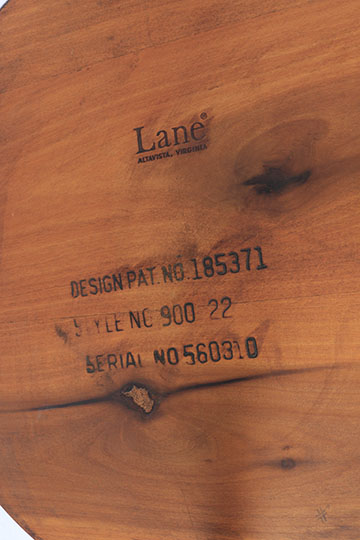 Lane®
ALTAVISTA, VIRGINIA
DESIGN PAT. NO. 185371
STYLE NO 900 22
SERIAL NO 560310